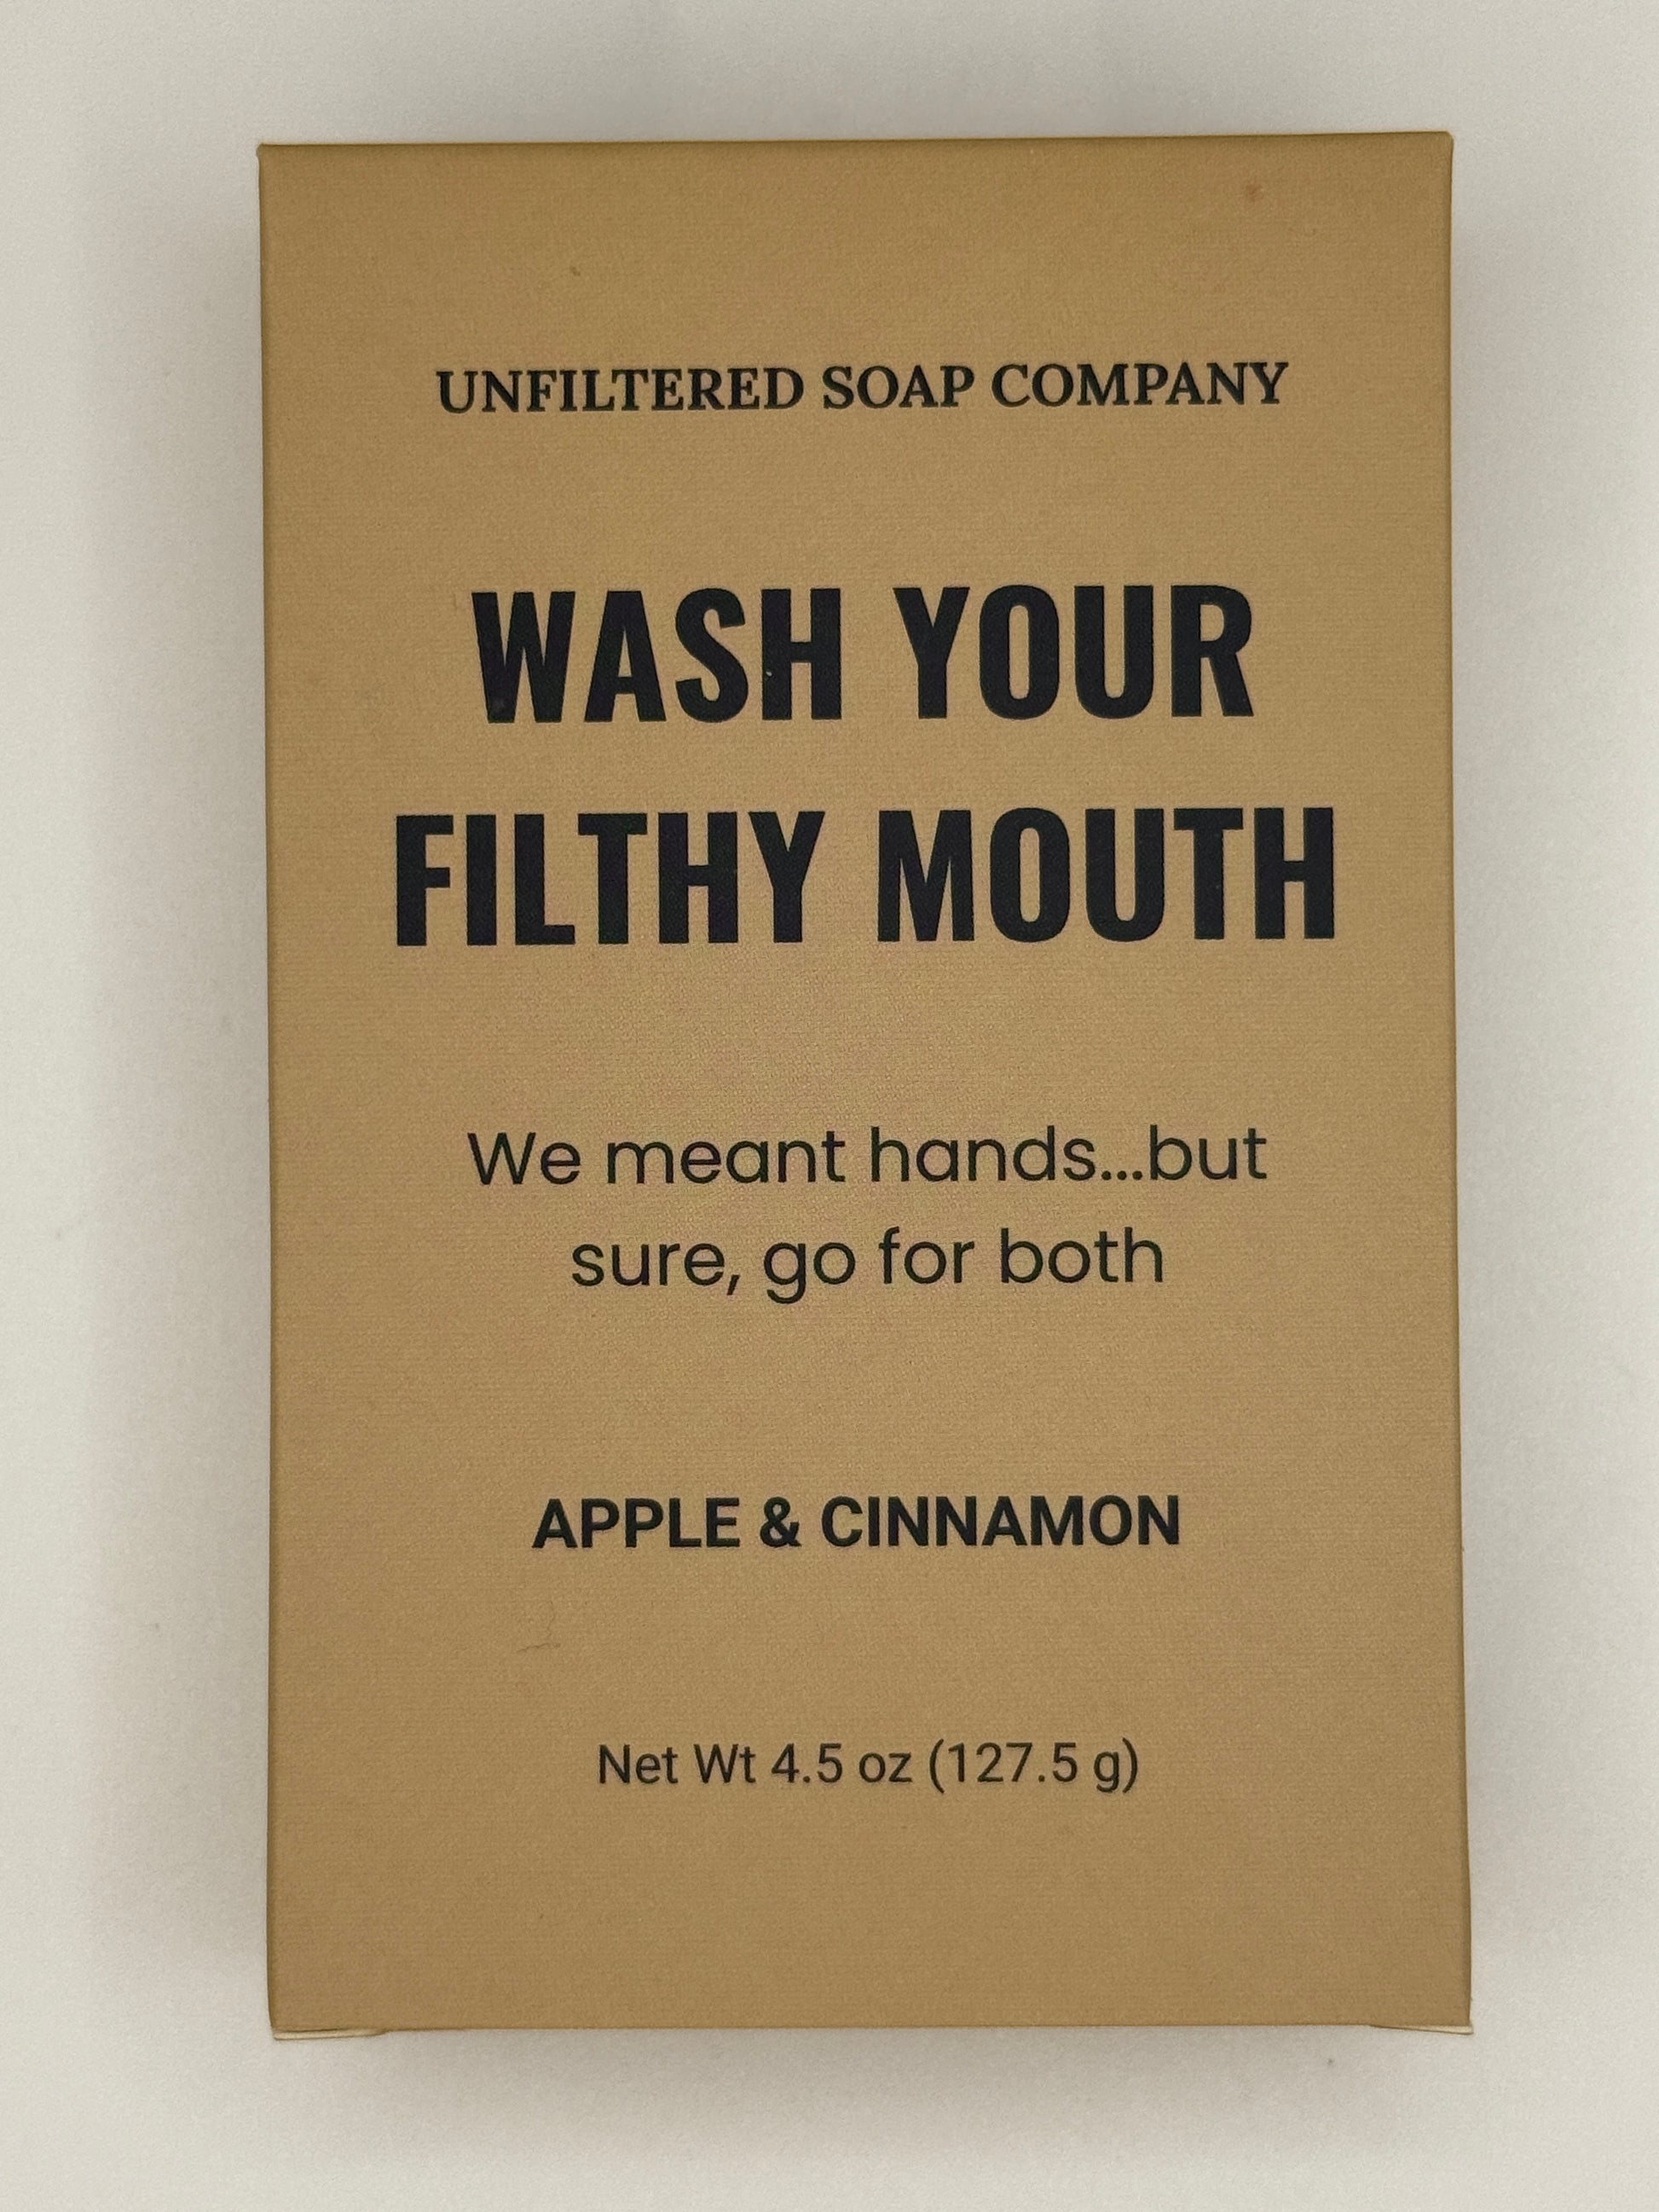 UNFILTERED SOAP COMPANY
WASH YOUR
FILTHY MOUTH
We meant hands...but
sure, go for both
APPLE & CINNAMON
Net Wt 4.5 oz (127.5 g)